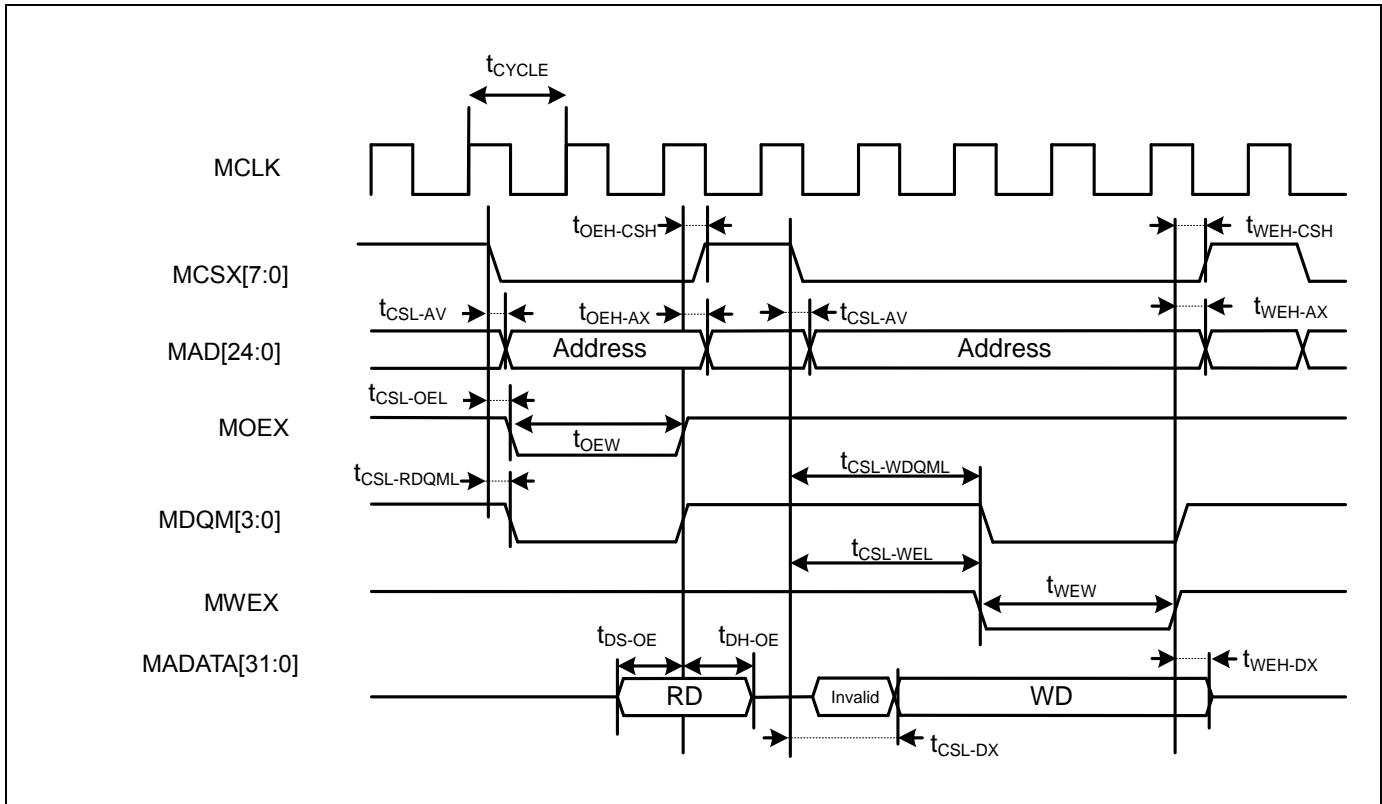 tCYCLE
MCLK
tOEH-CSH
tWEH-CSH
MCSX[7:0]
tCSL-AV
tOEH-AX
tCSL-AV
tWEH-AX
MAD[24:0]
Address
Address
tCSL-OEL
MOEX
tOEW
tCSL-RDQML
tCSL-WDQML
MDQM[3:0]
tCSL-WEL
MWEX
tWEW
tDS-OE
tDH-OE
MADATA[31:0]
tWEH-DX
RD
Invalid
WD
tCSL-DX